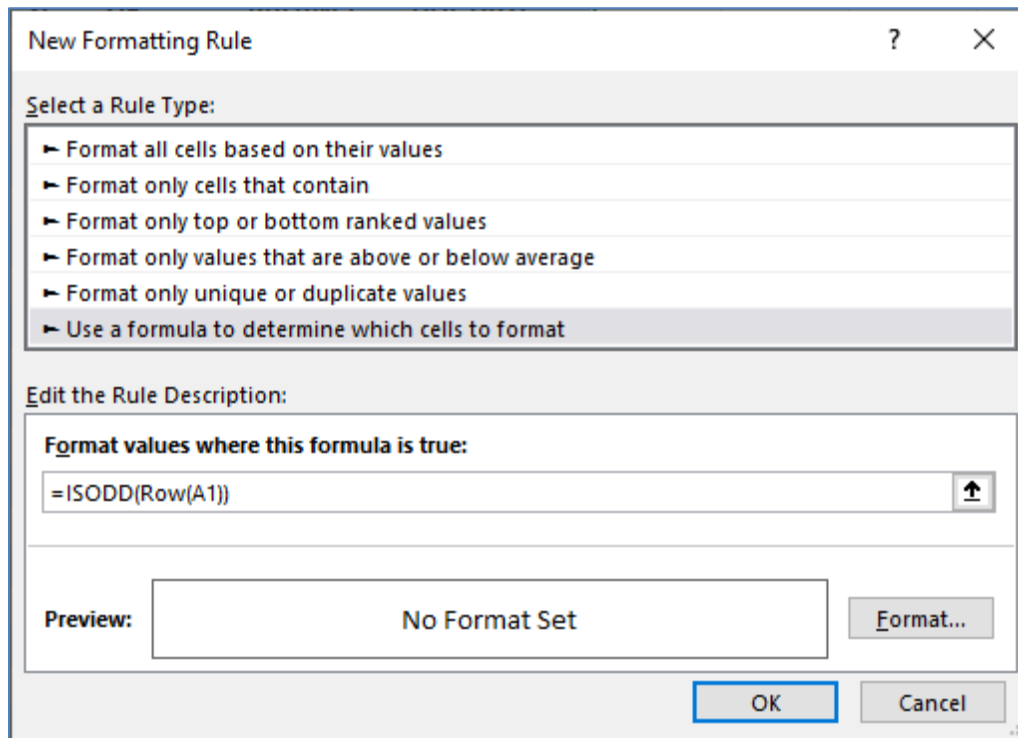 New Formatting Rule ? ×
Select a Rule Type:
► Format all cells based on their values
► Format only cells that contain
► Format only top or bottom ranked values
► Format only values that are above or below average
► Format only unique or duplicate values
► Use a formula to determine which cells to format
Edit the Rule Description:
Format values where this formula is true:
=ISODD(Row(A1))
Preview: No Format Set Format...
OK Cancel